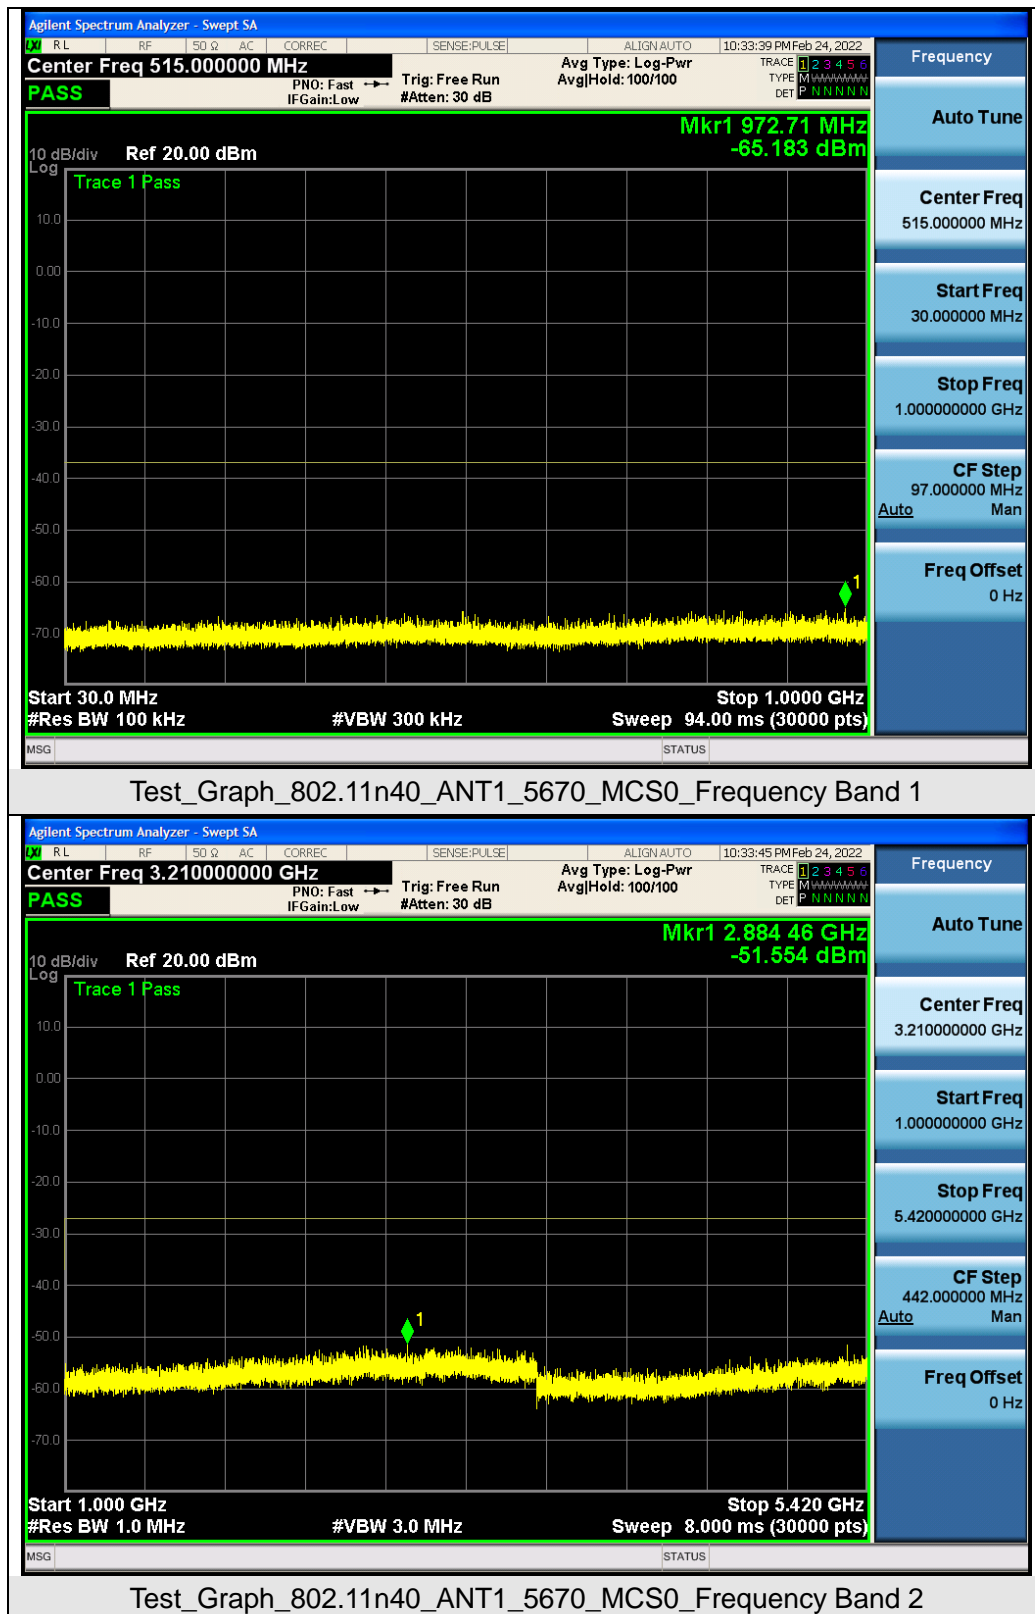 Agilent Spectrum Analyzer - Swept SA
LXI RL RF 50 Ω AC CORREC SENSE:PULSE ALIGN AUTO 10:33:39 PM Feb 24, 2022
Center Freq 515.000000 MHz
PASS
PNO: Fast
IFGain:Low
Trig: Free Run
#Atten: 30 dB
Avg Type: Log-Pwr
Avg|Hold: 100/100
TRACE 1 2 3 4 5 6
TYPE M
DET P N N N N N
Mkr1 972.71 MHz
-65.183 dBm
10 dB/div Ref 20.00 dBm
Log
Trace 1 Pass
10.0
0.00
-10.0
-20.0
-30.0
-40.0
-50.0
-60.0
-70.0
1
Start 30.0 MHz Stop 1.0000 GHz
#Res BW 100 kHz #VBW 300 kHz Sweep 94.00 ms (30000 pts)
MSG STATUS
Frequency
Auto Tune
Center Freq
515.000000 MHz
Start Freq
30.000000 MHz
Stop Freq
1.000000000 GHz
CF Step
97.000000 MHz
Auto Man
Freq Offset
0 Hz
Test_Graph_802.11n40_ANT1_5670_MCS0_Frequency Band 1
Agilent Spectrum Analyzer - Swept SA
LXI RL RF 50 Ω AC CORREC SENSE:PULSE ALIGN AUTO 10:33:45 PM Feb 24, 2022
Center Freq 3.210000000 GHz
PASS
PNO: Fast
IFGain:Low
Trig: Free Run
#Atten: 30 dB
Avg Type: Log-Pwr
Avg|Hold: 100/100
TRACE 1 2 3 4 5 6
TYPE M
DET P N N N N N
Mkr1 2.884 46 GHz
-51.554 dBm
10 dB/div Ref 20.00 dBm
Log
Trace 1 Pass
10.0
0.00
-10.0
-20.0
-30.0
-40.0
-50.0
-60.0
-70.0
1
Start 1.000 GHz Stop 5.420 GHz
#Res BW 1.0 MHz #VBW 3.0 MHz Sweep 8.000 ms (30000 pts)
MSG STATUS
Frequency
Auto Tune
Center Freq
3.210000000 GHz
Start Freq
1.000000000 GHz
Stop Freq
5.420000000 GHz
CF Step
442.000000 MHz
Auto Man
Freq Offset
0 Hz
Test_Graph_802.11n40_ANT1_5670_MCS0_Frequency Band 2